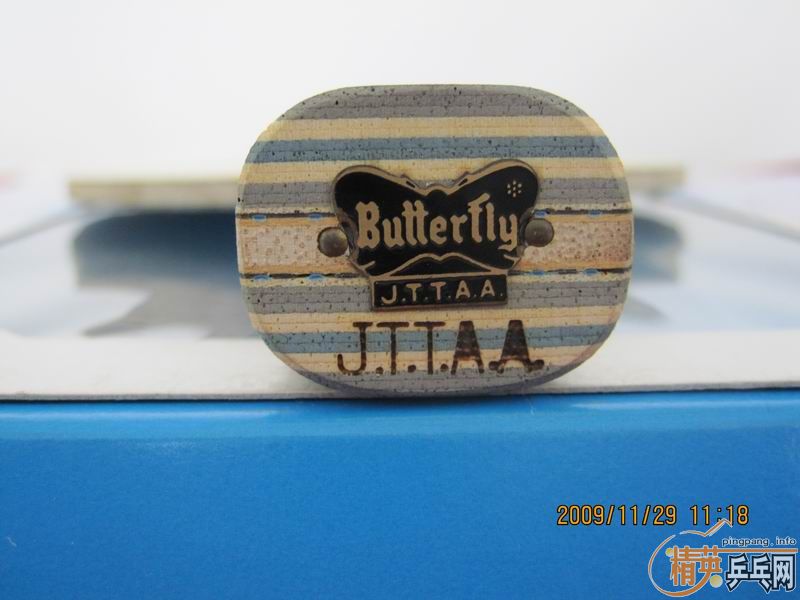 Butterfly
J.T.T.A.A.
J.T.T.A.A.
2009/11/29 11:18
pingpang.info
精英乒乓网